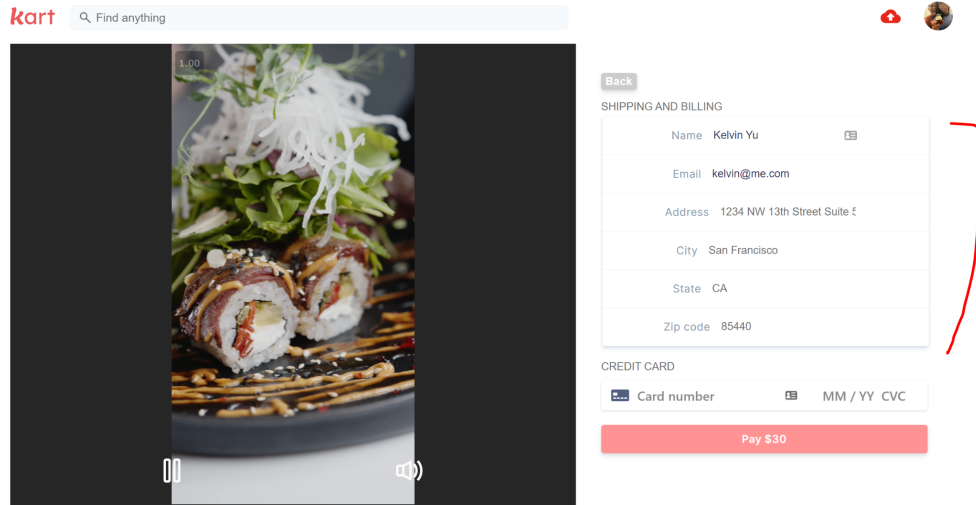 kart
Find anything
1.00
Back
SHIPPING AND BILLING
Name Kelvin Yu
Email kelvin@me.com
Address 1234 NW 13th Street Suite 5
City San Francisco
State CA
Zip code 85440
CREDIT CARD
Card number MM / YY CVC
Pay $30